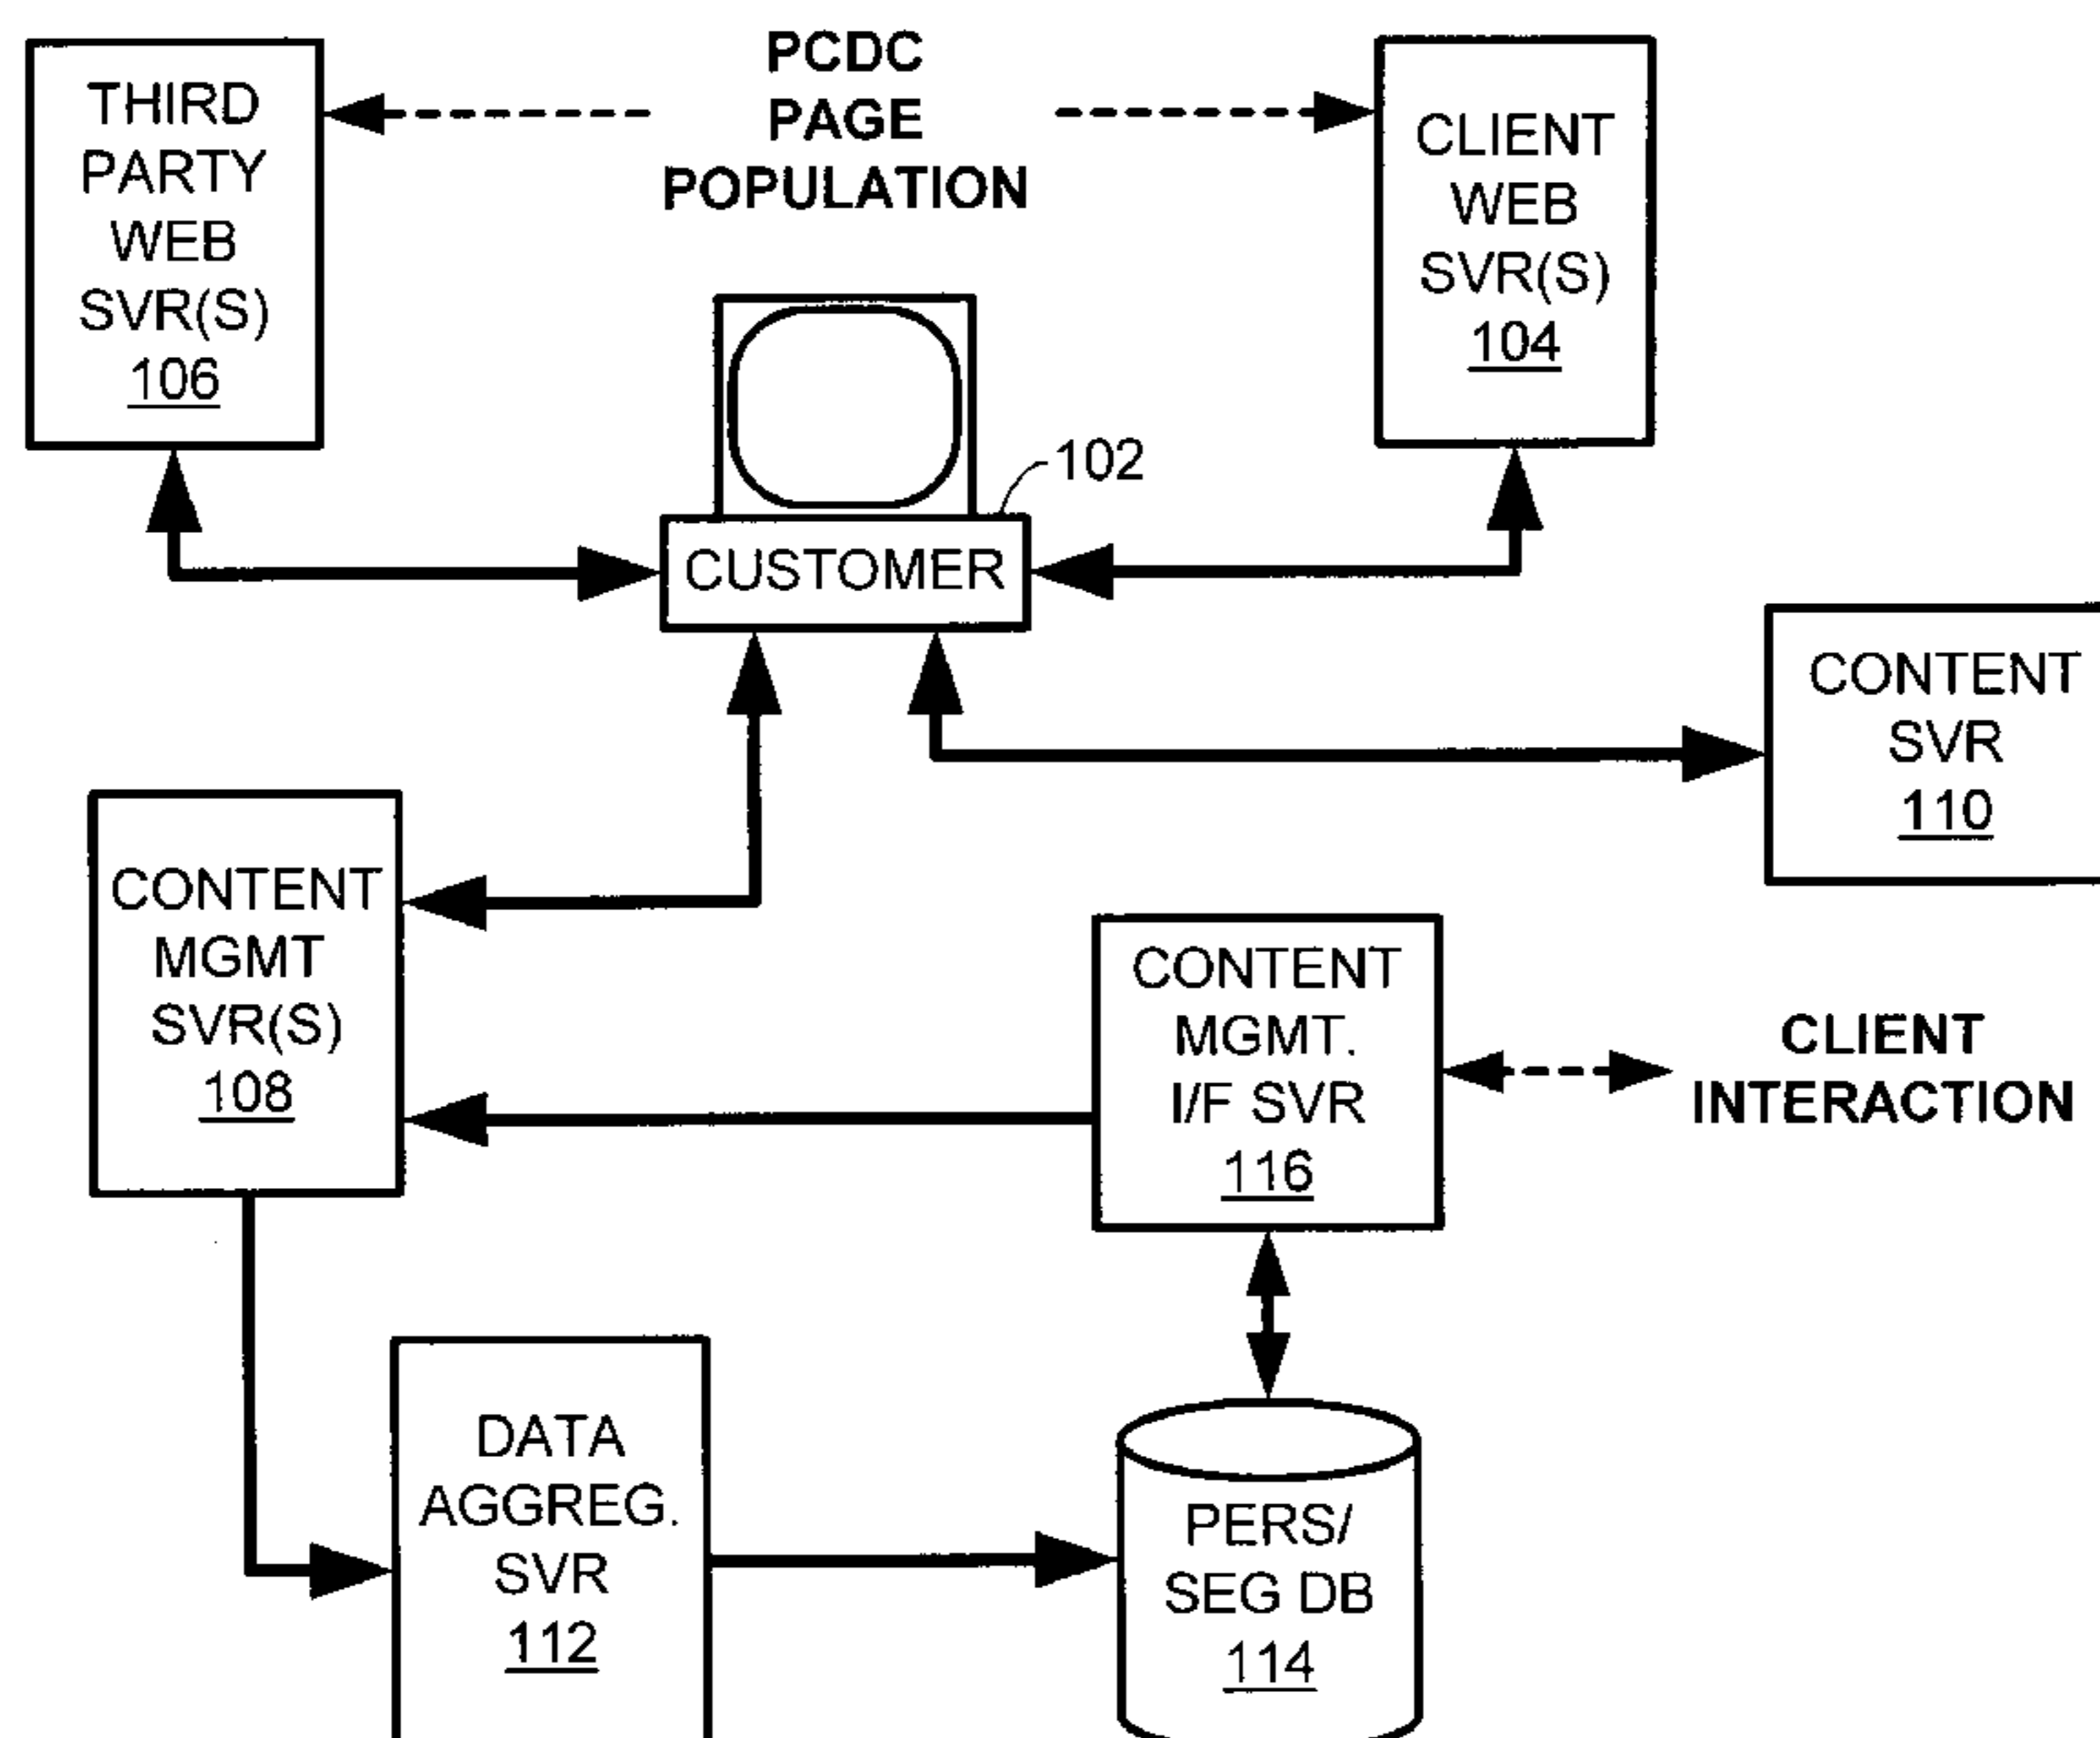 PCDC
PAGE
POPULATION
THIRD
PARTY
WEB
SVR(S)
106
CLIENT
WEB
SVR(S)
104
102
CUSTOMER
CONTENT
SVR
110
CONTENT
MGMT
SVR(S)
108
CONTENT
MGMT.
I/F SVR
116
CLIENT
INTERACTION
DATA
AGGREG.
SVR
112
PERS/
SEG DB
114